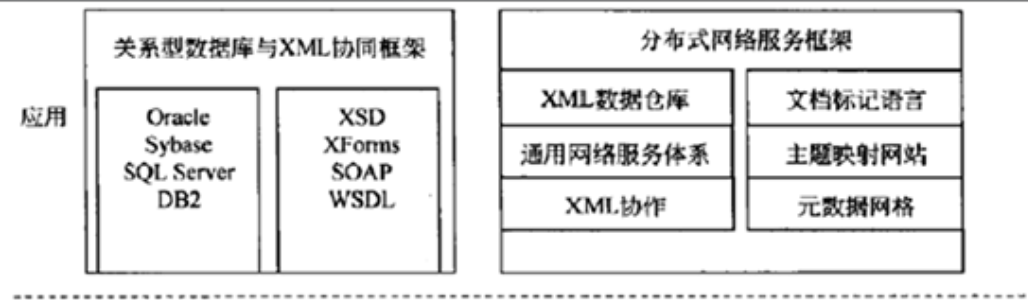 关系型数据库与XML协同框架
分布式网络服务框架
应用
Oracle
Sybase
SQL Server
DB2
XSD
XForms
SOAP
WSDL
XML数据仓库
文档标记语言
通用网络服务体系
主题映射网站
XML协作
元数据网格